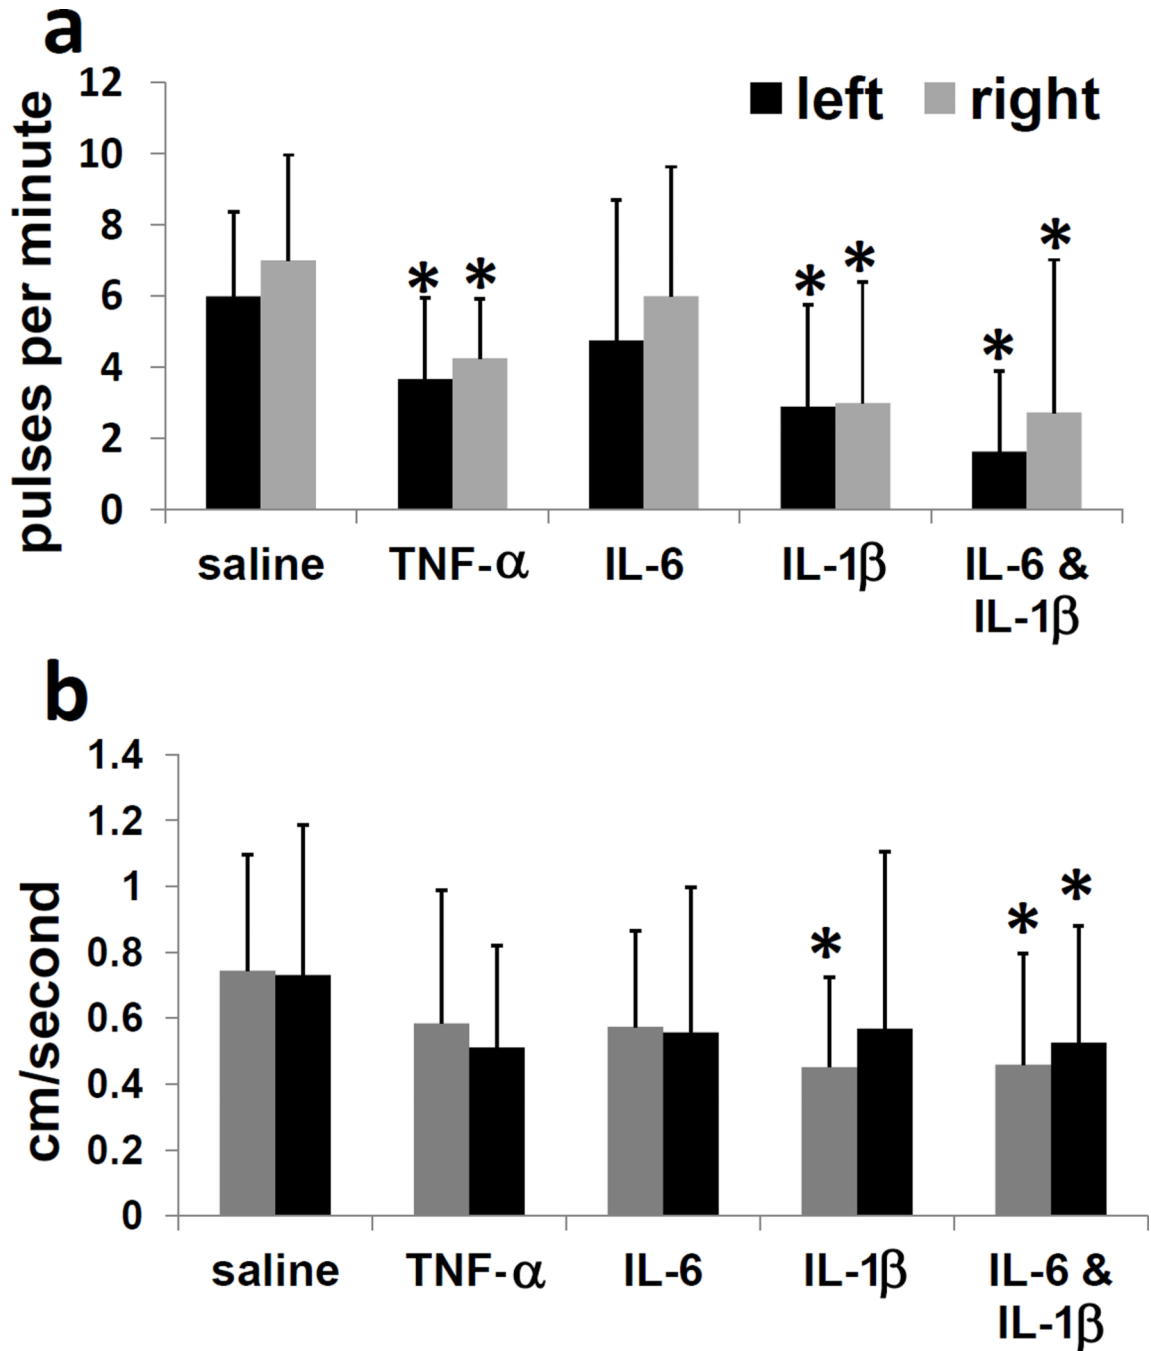 a
pulses per minute
12
10
8
6
4
2
0
left right
* * * * * *
saline TNF-α IL-6 IL-1β IL-6 &
IL-1β
b
cm/second
1.4
1.2
1
0.8
0.6
0.4
0.2
0
* * *
saline TNF-α IL-6 IL-1β IL-6 &
IL-1β